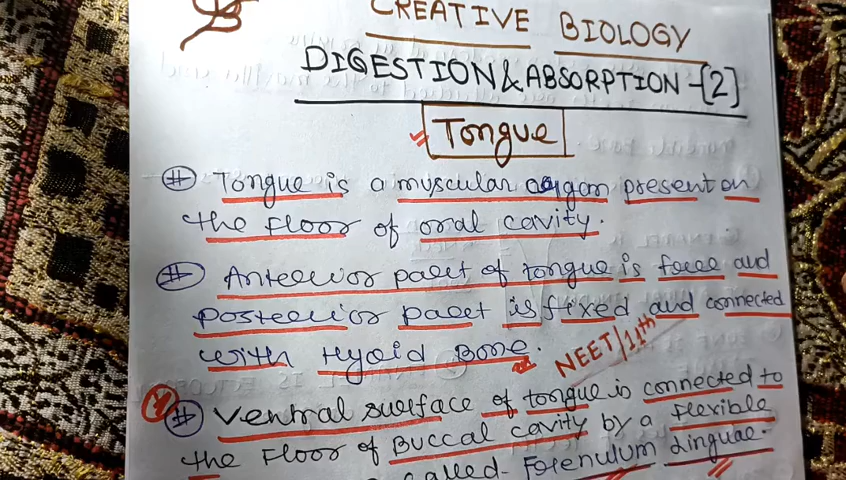 CREATIVE BIOLOGY
DIGESTION & ABSORPTION -[2]
Tongue
# Tongue is a muscular organ present on
the Floor of oral cavity.
# Anterior part of tongue is free and
posterior part is fixed and connected
with Hyoid Bone.
NEET/11th
# Ventral surface of tongue is connected to
the Floor of Buccal cavity by a Flexible
called - Frenulum Linguae.